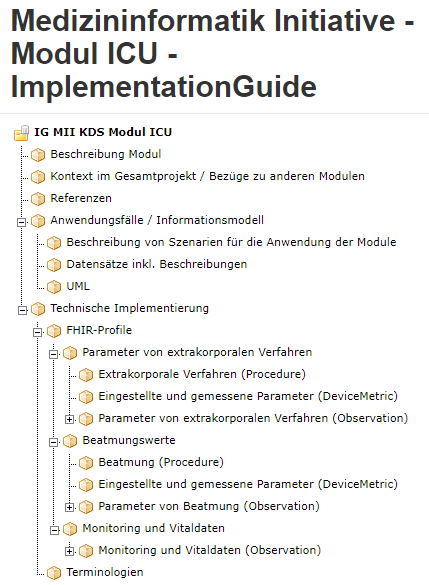 Medizininformatik Initiative -
Modul ICU -
ImplementationGuide
IG MII KDS Modul ICU
Beschreibung Modul
Kontext im Gesamtprojekt / Bezüge zu anderen Modulen
Referenzen
Anwendungsfälle / Informationsmodell
Beschreibung von Szenarien für die Anwendung der Module
Datensätze inkl. Beschreibungen
UML
Technische Implementierung
FHIR-Profile
Parameter von extrakorporalen Verfahren
Extrakorporale Verfahren (Procedure)
Eingestellte und gemessene Parameter (DeviceMetric)
Parameter von extrakorporalen Verfahren (Observation)
Beatmungswerte
Beatmung (Procedure)
Eingestellte und gemessene Parameter (DeviceMetric)
Parameter von Beatmung (Observation)
Monitoring und Vitaldaten
Monitoring und Vitaldaten (Observation)
Terminologien